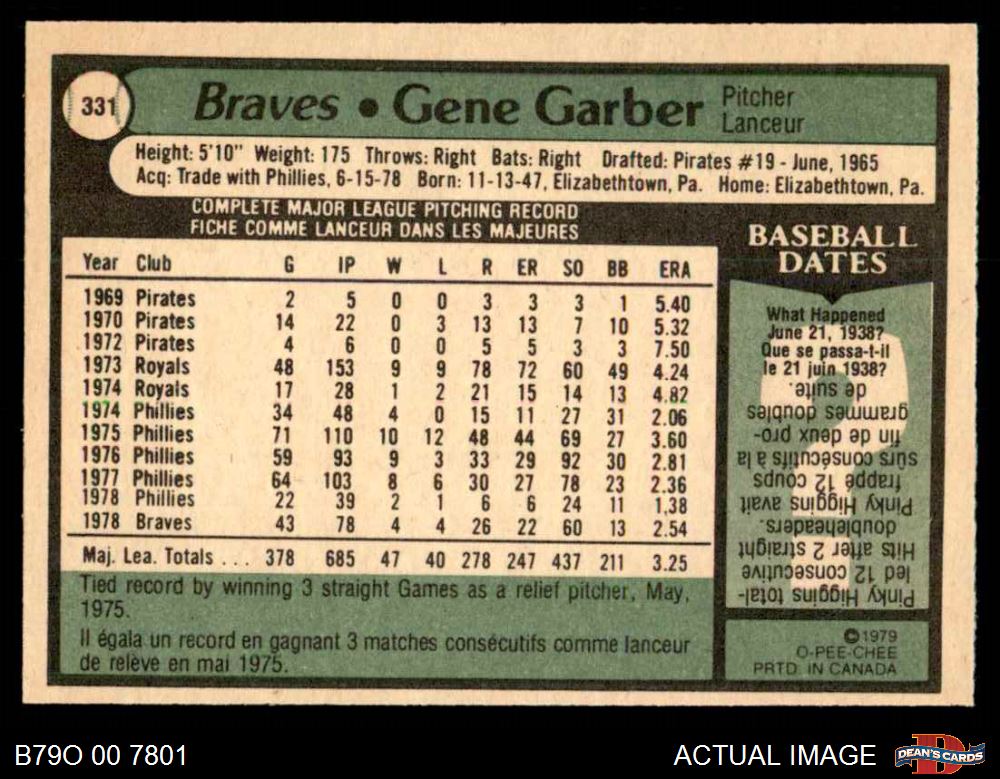 331
Braves • Gene Garber
Pitcher
Lanceur
Height: 5'10" Weight: 175 Throws: Right Bats: Right Drafted: Pirates #19 - June, 1965
Acq: Trade with Phillies, 6-15-78 Born: 11-13-47, Elizabethtown, Pa. Home: Elizabethtown, Pa.
COMPLETE MAJOR LEAGUE PITCHING RECORD
FICHE COMME LANCEUR DANS LES MAJEURES
Year Club G IP W L R ER SO BB ERA
1969 Pirates 2 5 0 0 3 3 3 1 5.40
1970 Pirates 14 22 0 3 13 13 7 10 5.32
1972 Pirates 4 6 0 0 5 5 3 3 7.50
1973 Royals 48 153 9 9 78 72 60 49 4.24
1974 Royals 17 28 1 2 21 15 14 13 4.82
1974 Phillies 34 48 4 0 15 11 27 31 2.06
1975 Phillies 71 110 10 12 48 44 69 27 3.60
1976 Phillies 59 93 9 3 33 29 92 30 2.81
1977 Phillies 64 103 8 6 30 27 78 23 2.36
1978 Phillies 22 39 2 1 6 6 24 11 1.38
1978 Braves 43 78 4 4 26 22 60 13 2.54
Maj. Lea. Totals ... 378 685 47 40 278 247 437 211 3.25
Tied record by winning 3 straight Games as a relief pitcher, May,
1975.
Il égala un record en gagnant 3 matches consécutifs comme lanceur
de relève en mai 1975.
BASEBALL
DATES
What Happened
June 21, 1938?
Que se passa-t-il
le 21 juin 1938?
Pinky Higgins total-
led 12 consecutive
Hits after 2 straight
doubleheaders.
Pinky Higgins avait
frappé 12 coups
sûrs consécutifs à la
fin de deux pro-
grammes doubles
de suite.
©1979
O-PEE-CHEE
PRTD. IN CANADA
B79O 00 7801
ACTUAL IMAGE
DEAN'S CARDS